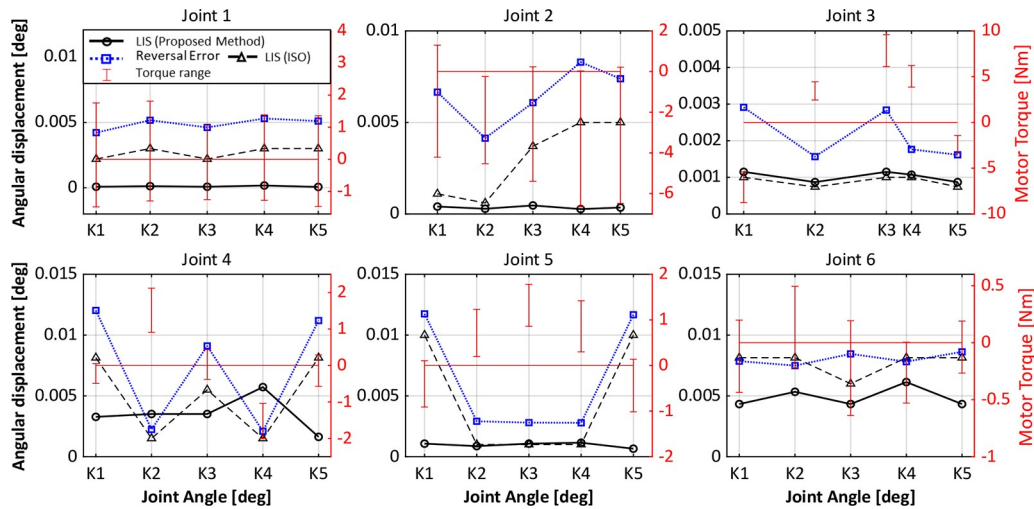 Joint 1
Joint 2
Joint 3
Angular displacement [deg]
0.01
0.005
0
LIS (Proposed Method)
Reversal Error
LIS (ISO)
Torque range
4
3
2
1
0
-1
K1 K2 K3 K4 K5
0.01
0.005
0
2
0
-2
-4
-6
K1 K2 K3 K4 K5
0.005
0.004
0.003
0.002
0.001
0
10
5
0
-5
-10
Motor Torque [Nm]
K1 K2 K3 K4 K5
Joint 4
Joint 5
Joint 6
Angular displacement [deg]
0.015
0.01
0.005
0
2
1
0
-1
-2
K1 K2 K3 K4 K5
Joint Angle [deg]
0.015
0.01
0.005
0
2
1
0
-1
-2
K1 K2 K3 K4 K5
Joint Angle [deg]
0.015
0.01
0.005
0
0.5
0
-0.5
-1
Motor Torque [Nm]
K1 K2 K3 K4 K5
Joint Angle [deg]